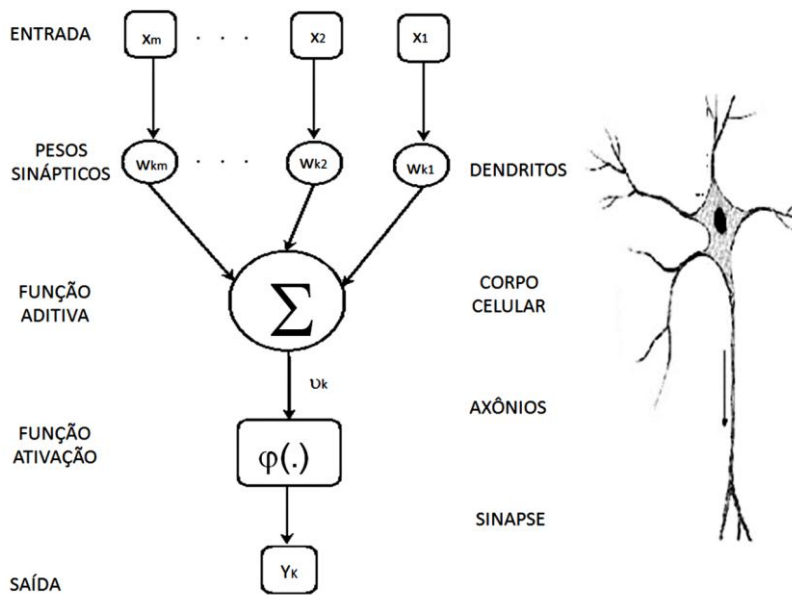 ENTRADA
xm . . . x2 x1
PESOS
SINÁPTICOS
wkm . . . wk2 wk1
DENDRITOS
FUNÇÃO
ADITIVA
Σ
CORPO
CELULAR
υk
AXÔNIOS
FUNÇÃO
ATIVAÇÃO
φ(.)
SINAPSE
SAÍDA
YK